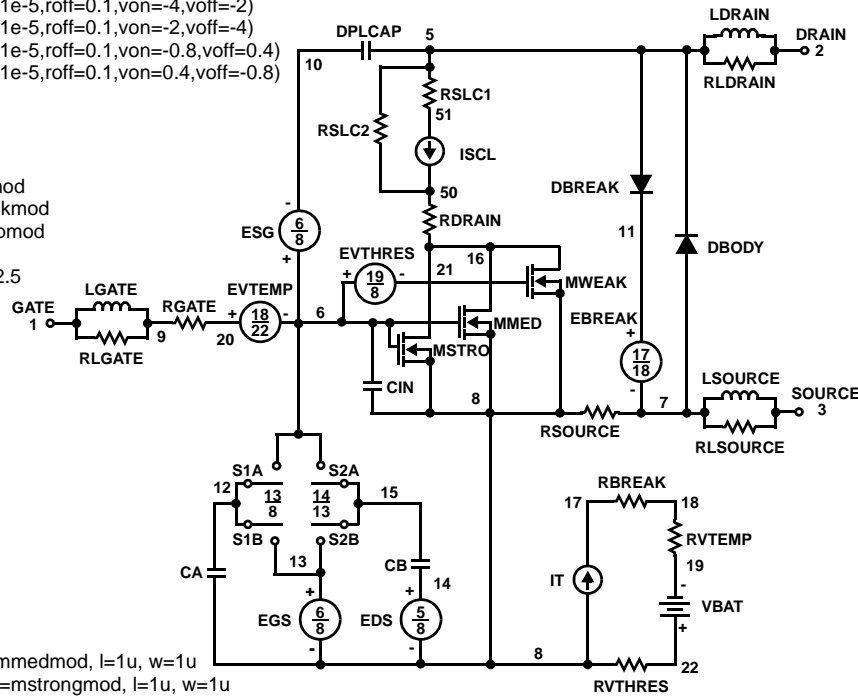 1e-5,roff=0.1,von=-4,voff=-2)
1e-5,roff=0.1,von=-2,voff=-4)
1e-5,roff=0.1,von=-0.8,voff=0.4)
1e-5,roff=0.1,von=0.4,voff=-0.8)
LDRAIN
DPLCAP
5
DRAIN
2
10
RLDRAIN
RSLC1
51
RSLC2
ISCL
mod
kmod
omod
50
DBREAK
-
RDRAIN
6
8
ESG
11
DBODY
EVTHRES
16
+
+
19
8
-
21
MWEAK
2.5
LGATE
EVTEMP
GATE
1
RGATE
+
18
22
-
6
MMED
EBREAK
9
20
+
MSTRO
17
18
RLGATE
LSOURCE
CIN
-
SOURCE
3
8
7
RSOURCE
RLSOURCE
S1A
S2A
12
13
8
14
13
15
RBREAK
17
18
S1B
S2B
RVTEMP
13
CB
19
CA
14
IT
-
+
+
VBAT
EGS
6
8
EDS
5
8
+
-
-
8
22
mmedmod, l=1u, w=1u
=mstrongmod, l=1u, w=1u
RVTHRES